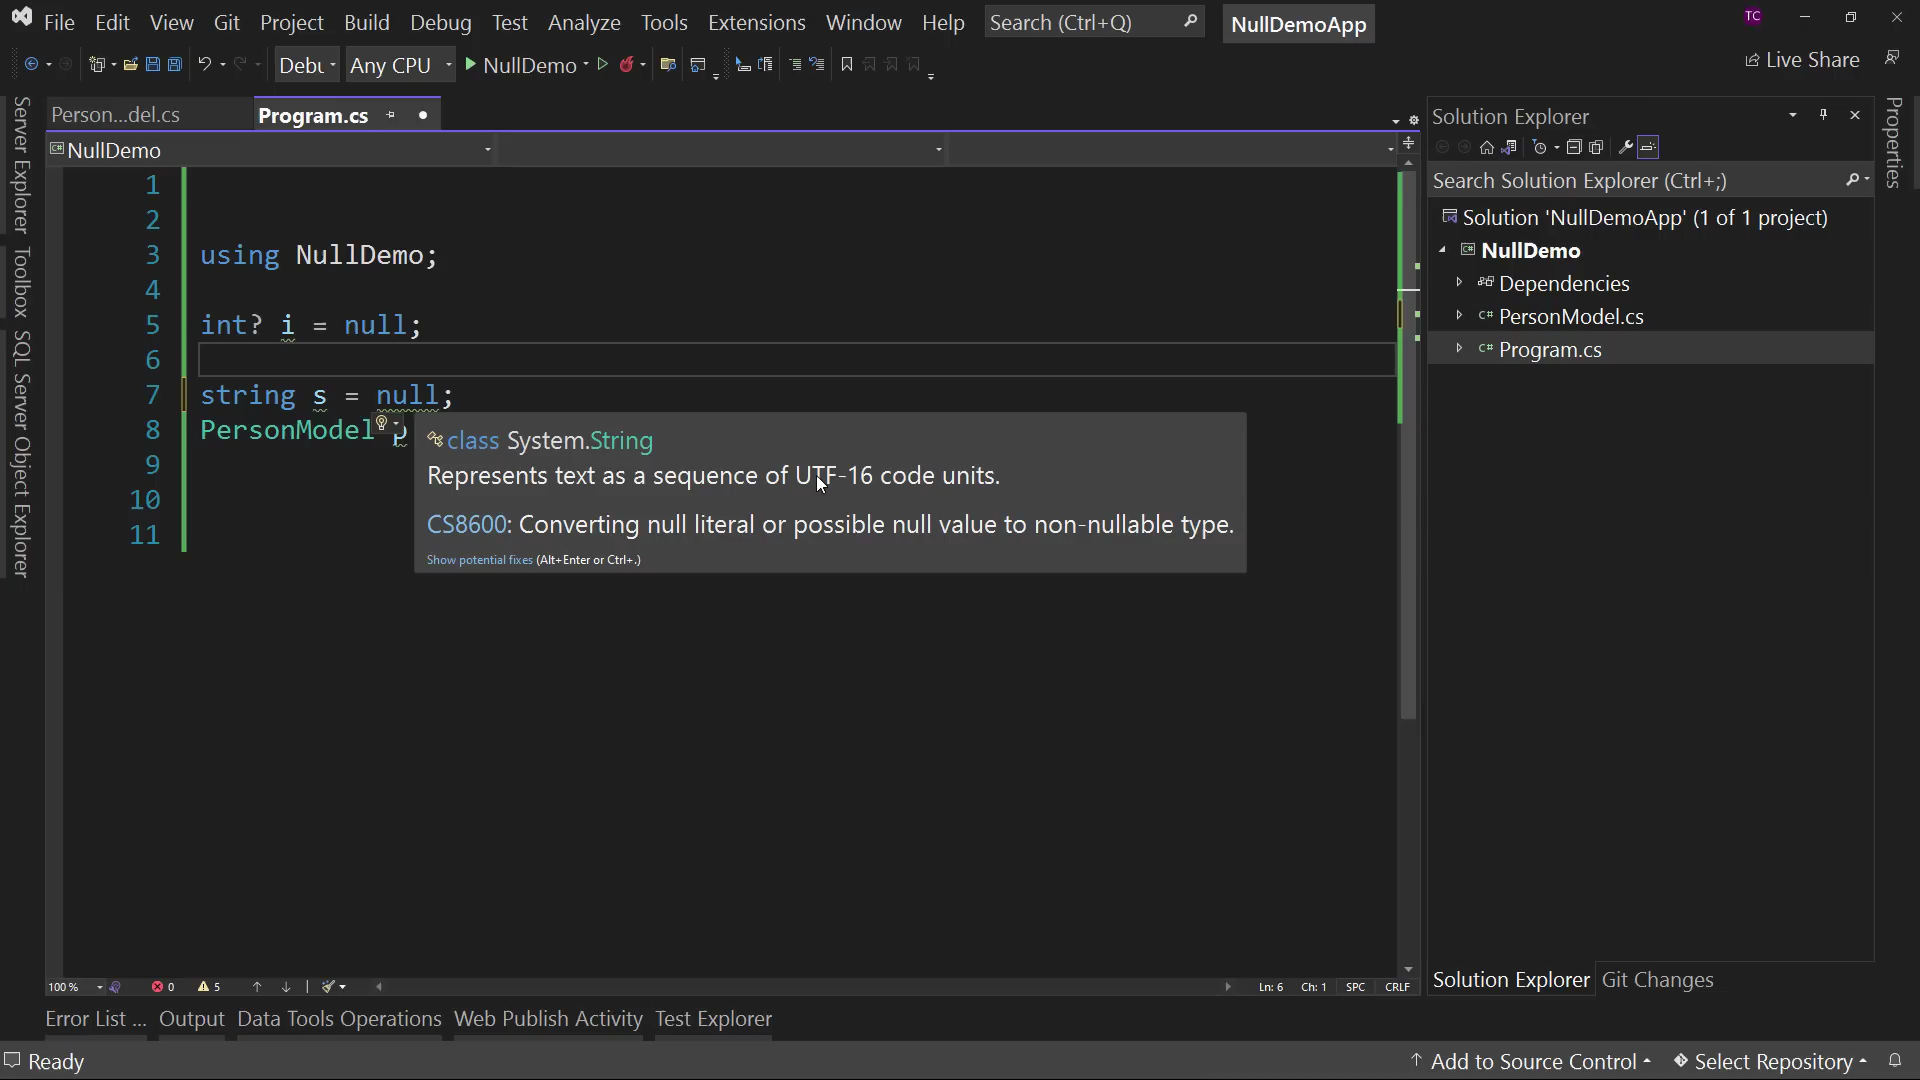 File Edit View Git Project Build Debug Test Analyze Tools Extensions Window Help Search (Ctrl+Q) NullDemoApp TC
Debu Any CPU NullDemo Live Share
Server Explorer
Toolbox
SQL Server Object Explorer
Person...del.cs Program.cs
NullDemo
1
2
3 using NullDemo;
4
5 int? i = null;
6
7 string s = null;
8 PersonModel p
9
10
11
class System.String
Represents text as a sequence of UTF-16 code units.
CS8600: Converting null literal or possible null value to non-nullable type.
Show potential fixes (Alt+Enter or Ctrl+.)
Solution Explorer
Search Solution Explorer (Ctrl+;)
Solution 'NullDemoApp' (1 of 1 project)
C# NullDemo
Dependencies
C# PersonModel.cs
C# Program.cs
Properties
100 % 0 5 Ln: 6 Ch: 1 SPC CRLF
Solution Explorer Git Changes
Error List ... Output Data Tools Operations Web Publish Activity Test Explorer
Ready Add to Source Control Select Repository